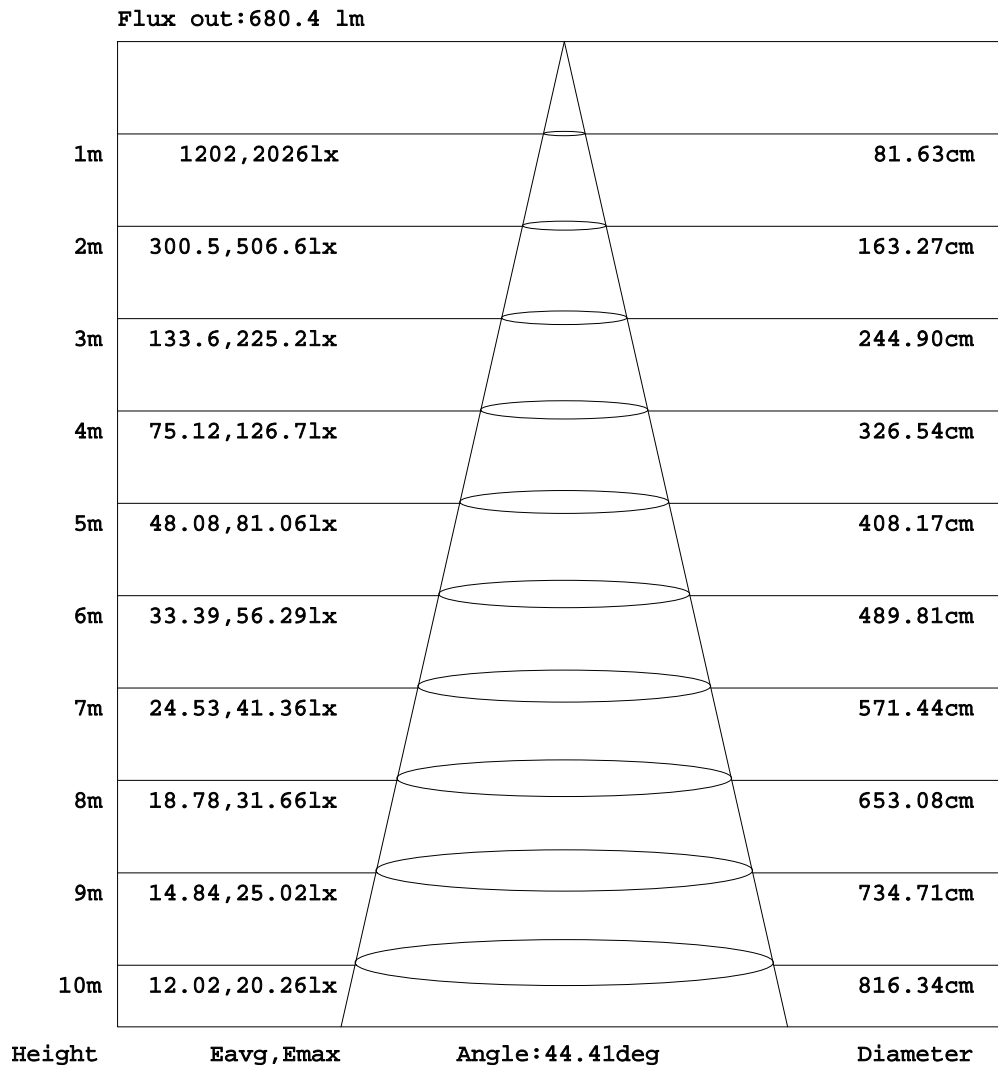 Flux out:680.4 lm
1m 1202,2026lx 81.63cm
2m 300.5,506.6lx 163.27cm
3m 133.6,225.2lx 244.90cm
4m 75.12,126.7lx 326.54cm
5m 48.08,81.06lx 408.17cm
6m 33.39,56.29lx 489.81cm
7m 24.53,41.36lx 571.44cm
8m 18.78,31.66lx 653.08cm
9m 14.84,25.02lx 734.71cm
10m 12.02,20.26lx 816.34cm
Height Eavg,Emax Angle:44.41deg Diameter